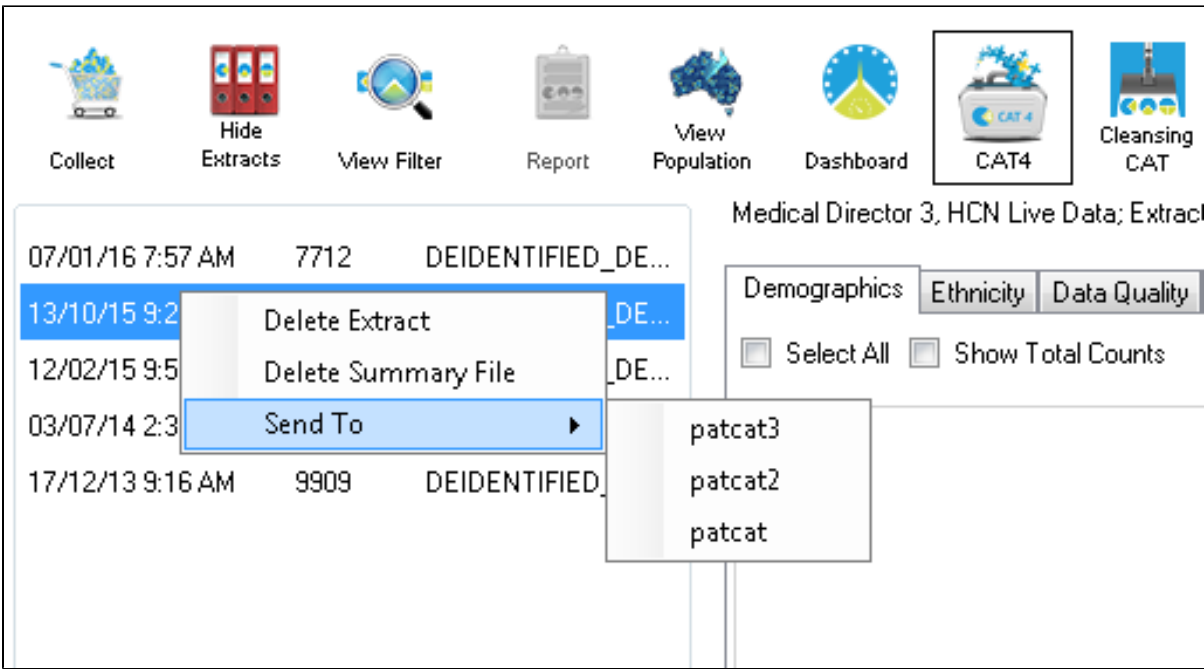 Collect
Hide
Extracts
View Filter
Report
View
Population
Dashboard
CAT 4
CAT4
Cleansing
CAT
Medical Director 3, HCN Live Data; Extract
07/01/16 7:57 AM 7712 DEIDENTIFIED_DE...
13/10/15 9:2 _DE...
12/02/15 9:5 _DE...
03/07/14 2:3
17/12/13 9:16 AM 9909 DEIDENTIFIED_
Delete Extract
Delete Summary File
Send To
patcat3
patcat2
patcat
Demographics Ethnicity Data Quality
Select All Show Total Counts